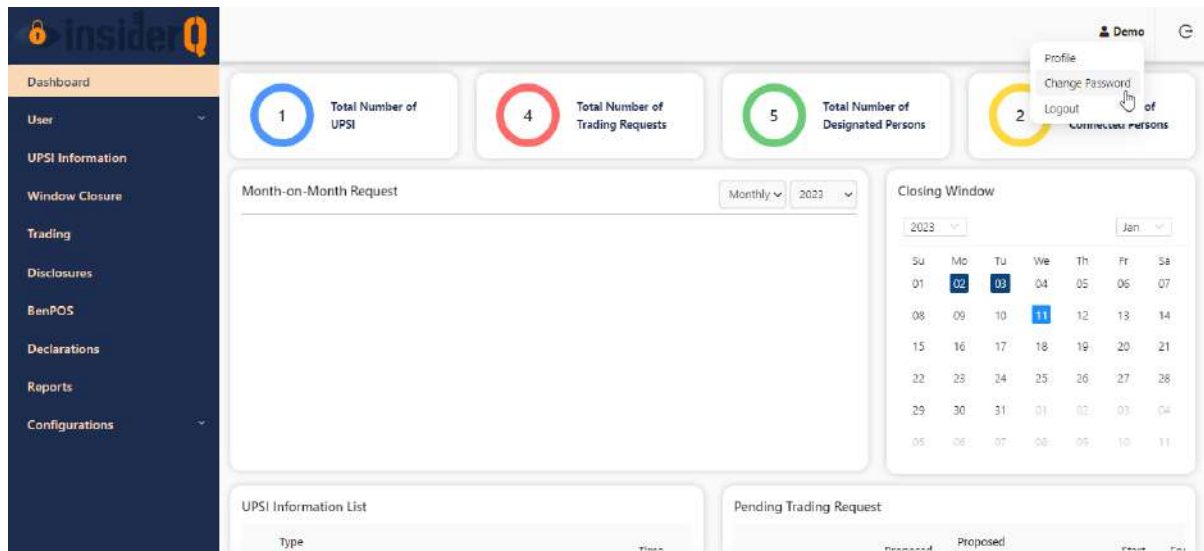 insiderQ
Demo
Profile
Change Password
Logout
Dashboard
User
UPSI Information
Window Closure
Trading
Disclosures
BenPOS
Declarations
Reports
Configurations
1
Total Number of
UPSI
4
Total Number of
Trading Requests
5
Total Number of
Designated Persons
2
of
Connected Persons
Month-on-Month Request
Monthly
2023
Closing Window
2023
Jan
Su Mo Tu We Th Fr Sa
01 02 03 04 05 06 07
08 09 10 11 12 13 14
15 16 17 18 19 20 21
22 23 24 25 26 27 28
29 30 31 01 02 03 04
05 06 07 08 09 10 11
UPSI Information List
Type
Time
Pending Trading Request
Proposed
Proposed
Start